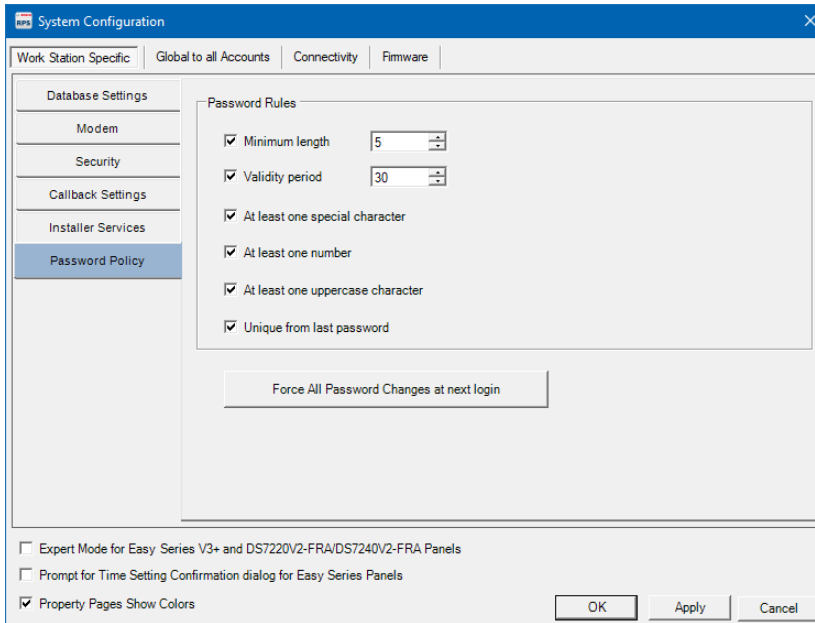 RPS System Configuration
Work Station Specific Global to all Accounts Connectivity Firmware
Database Settings
Modem
Security
Callback Settings
Installer Services
Password Policy
Password Rules
Minimum length 5
Validity period 30
At least one special character
At least one number
At least one uppercase character
Unique from last password
Force All Password Changes at next login
Expert Mode for Easy Series V3+ and DS7220V2-FRA/DS7240V2-FRA Panels
Prompt for Time Setting Confirmation dialog for Easy Series Panels
Property Pages Show Colors
OK Apply Cancel